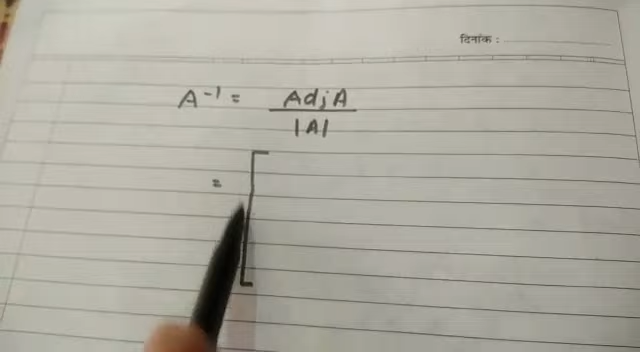 दिनांक :
A⁻¹ = AdjA / |A|
= [